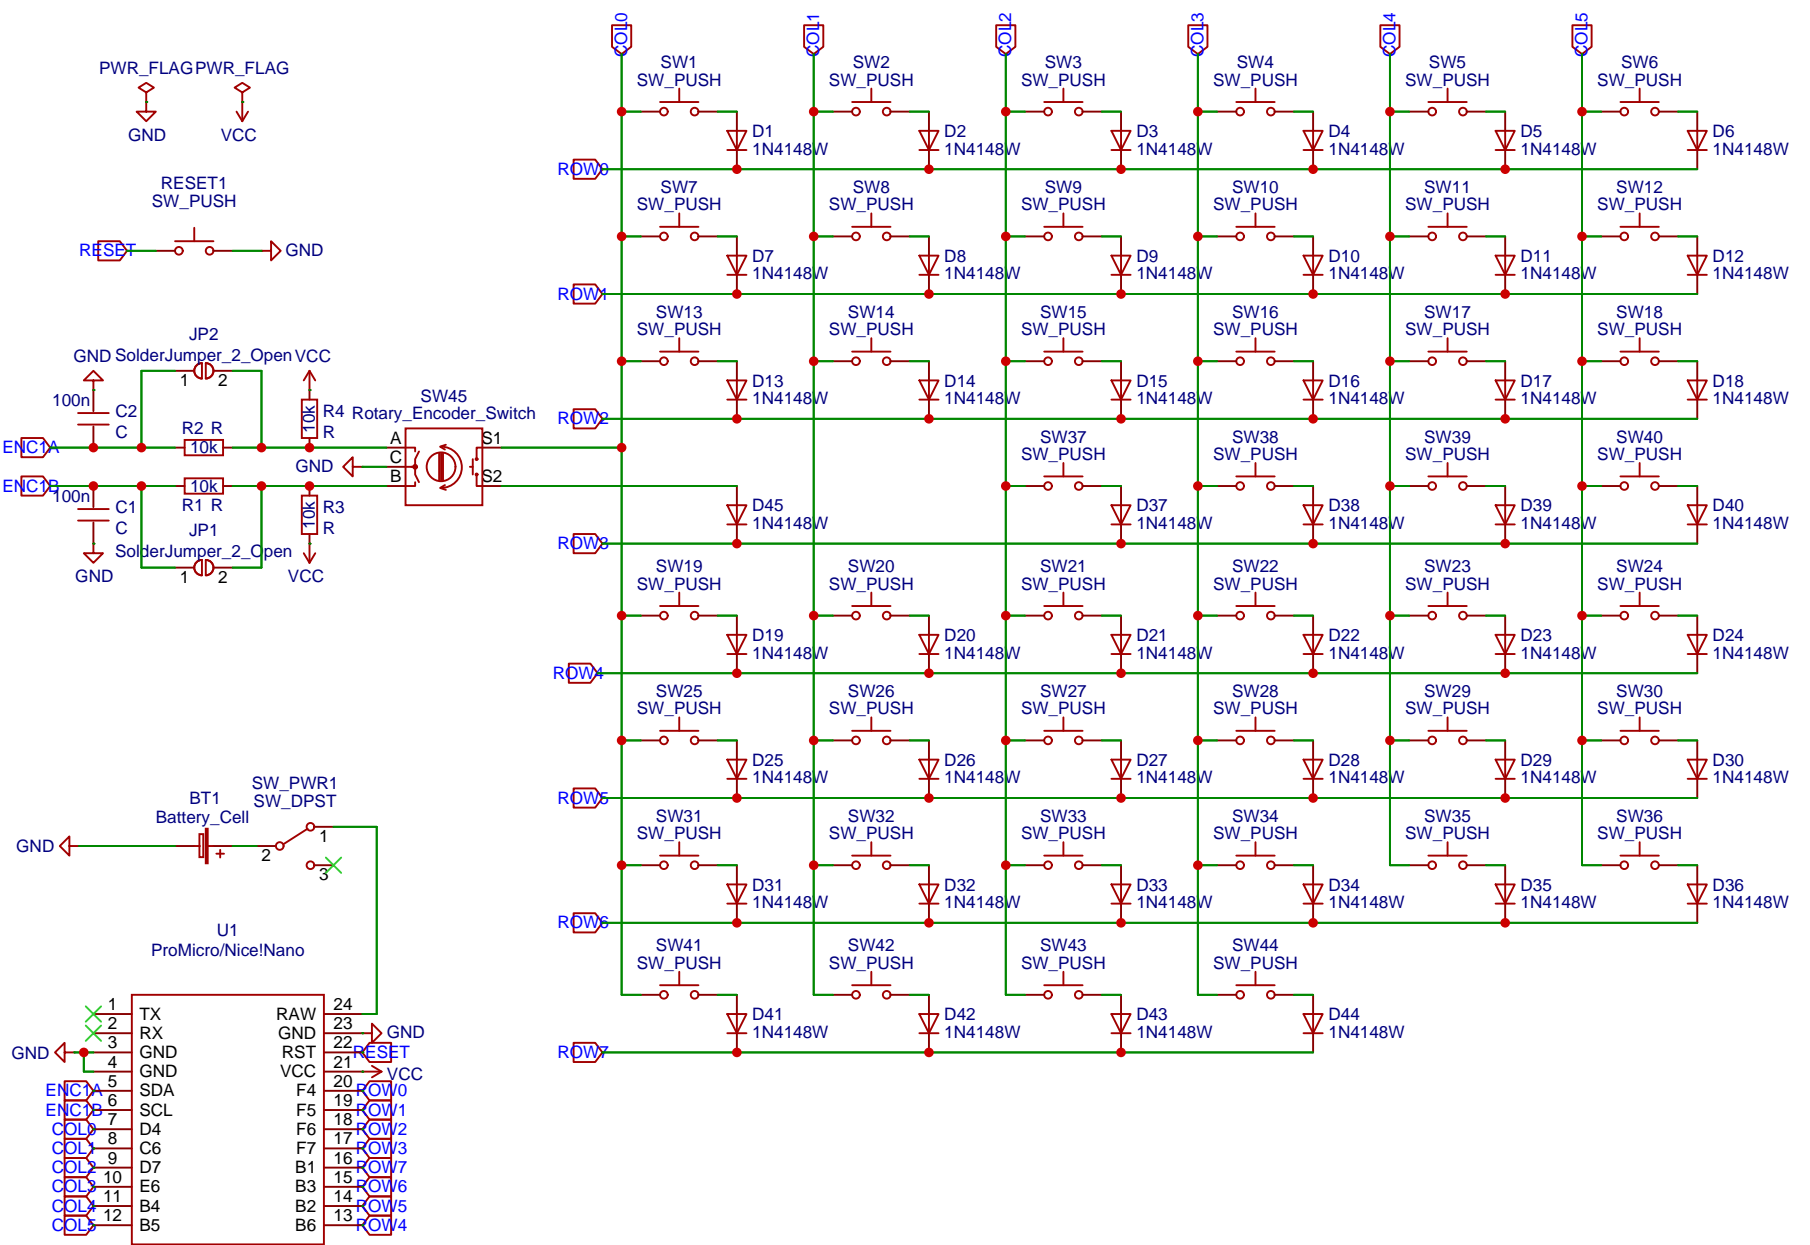 COL0 COL1 COL2 COL3 COL4 COL5
PWR_FLAG PWR_FLAG
GND VCC
RESET1
SW_PUSH
RESET GND
JP2
GND SolderJumper_2_Open VCC
1 2
100n C2 C
R2 R
10k
10k R4 R
ENC1A
ENC1B
100n C1 C
10k
R1 R
JP1
SolderJumper_2_Open
1 2
GND
10k R3 R
VCC
SW45
Rotary_Encoder_Switch
GND
A C B S1 S2
BT1
Battery_Cell
GND +
SW_PWR1
SW_DPST
2 1 3
U1
ProMicro/Nice!Nano
1 TX RAW 24
2 RX GND 23 GND
GND 3 GND RST 22 RESET
4 GND VCC 21 VCC
ENC1A 5 SDA F4 20 ROW0
ENC1B 6 SCL F5 19 ROW1
COL0 7 D4 F6 18 ROW2
COL1 8 C6 F7 17 ROW3
COL2 9 D7 B1 16 ROW7
COL3 10 E6 B3 15 ROW6
COL4 11 B4 B2 14 ROW5
COL5 12 B5 B6 13 ROW4
SW1 SW2 SW3 SW4 SW5 SW6
SW_PUSH SW_PUSH SW_PUSH SW_PUSH SW_PUSH SW_PUSH
D1 D2 D3 D4 D5 D6
1N4148W 1N4148W 1N4148W 1N4148W 1N4148W 1N4148W
ROW0
SW7 SW8 SW9 SW10 SW11 SW12
SW_PUSH SW_PUSH SW_PUSH SW_PUSH SW_PUSH SW_PUSH
D7 D8 D9 D10 D11 D12
1N4148W 1N4148W 1N4148W 1N4148W 1N4148W 1N4148W
ROW1
SW13 SW14 SW15 SW16 SW17 SW18
SW_PUSH SW_PUSH SW_PUSH SW_PUSH SW_PUSH SW_PUSH
D13 D14 D15 D16 D17 D18
1N4148W 1N4148W 1N4148W 1N4148W 1N4148W 1N4148W
ROW2
SW37 SW38 SW39 SW40
SW_PUSH SW_PUSH SW_PUSH SW_PUSH
D45 D37 D38 D39 D40
1N4148W 1N4148W 1N4148W 1N4148W 1N4148W
ROW3
SW19 SW20 SW21 SW22 SW23 SW24
SW_PUSH SW_PUSH SW_PUSH SW_PUSH SW_PUSH SW_PUSH
D19 D20 D21 D22 D23 D24
1N4148W 1N4148W 1N4148W 1N4148W 1N4148W 1N4148W
ROW4
SW25 SW26 SW27 SW28 SW29 SW30
SW_PUSH SW_PUSH SW_PUSH SW_PUSH SW_PUSH SW_PUSH
D25 D26 D27 D28 D29 D30
1N4148W 1N4148W 1N4148W 1N4148W 1N4148W 1N4148W
ROW5
SW31 SW32 SW33 SW34 SW35 SW36
SW_PUSH SW_PUSH SW_PUSH SW_PUSH SW_PUSH SW_PUSH
D31 D32 D33 D34 D35 D36
1N4148W 1N4148W 1N4148W 1N4148W 1N4148W 1N4148W
ROW6
SW41 SW42 SW43 SW44
SW_PUSH SW_PUSH SW_PUSH SW_PUSH
D41 D42 D43 D44
1N4148W 1N4148W 1N4148W 1N4148W
ROW7